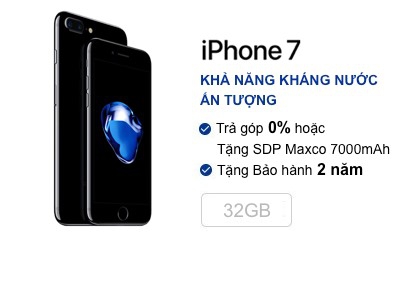 iPhone 7
KHẢ NĂNG KHÁNG NƯỚC
ẤN TƯỢNG
Trả góp 0% hoặc
Tặng SDP Maxco 7000mAh
Tặng Bảo hành 2 năm
32GB